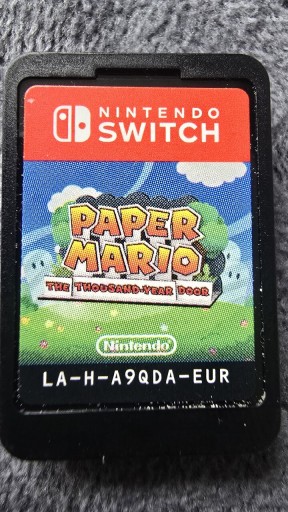 NINTENDO
SWITCH
PAPER
MARIO
THE THOUSAND-YEAR DOOR
Nintendo
LA-H-A9QDA-EUR